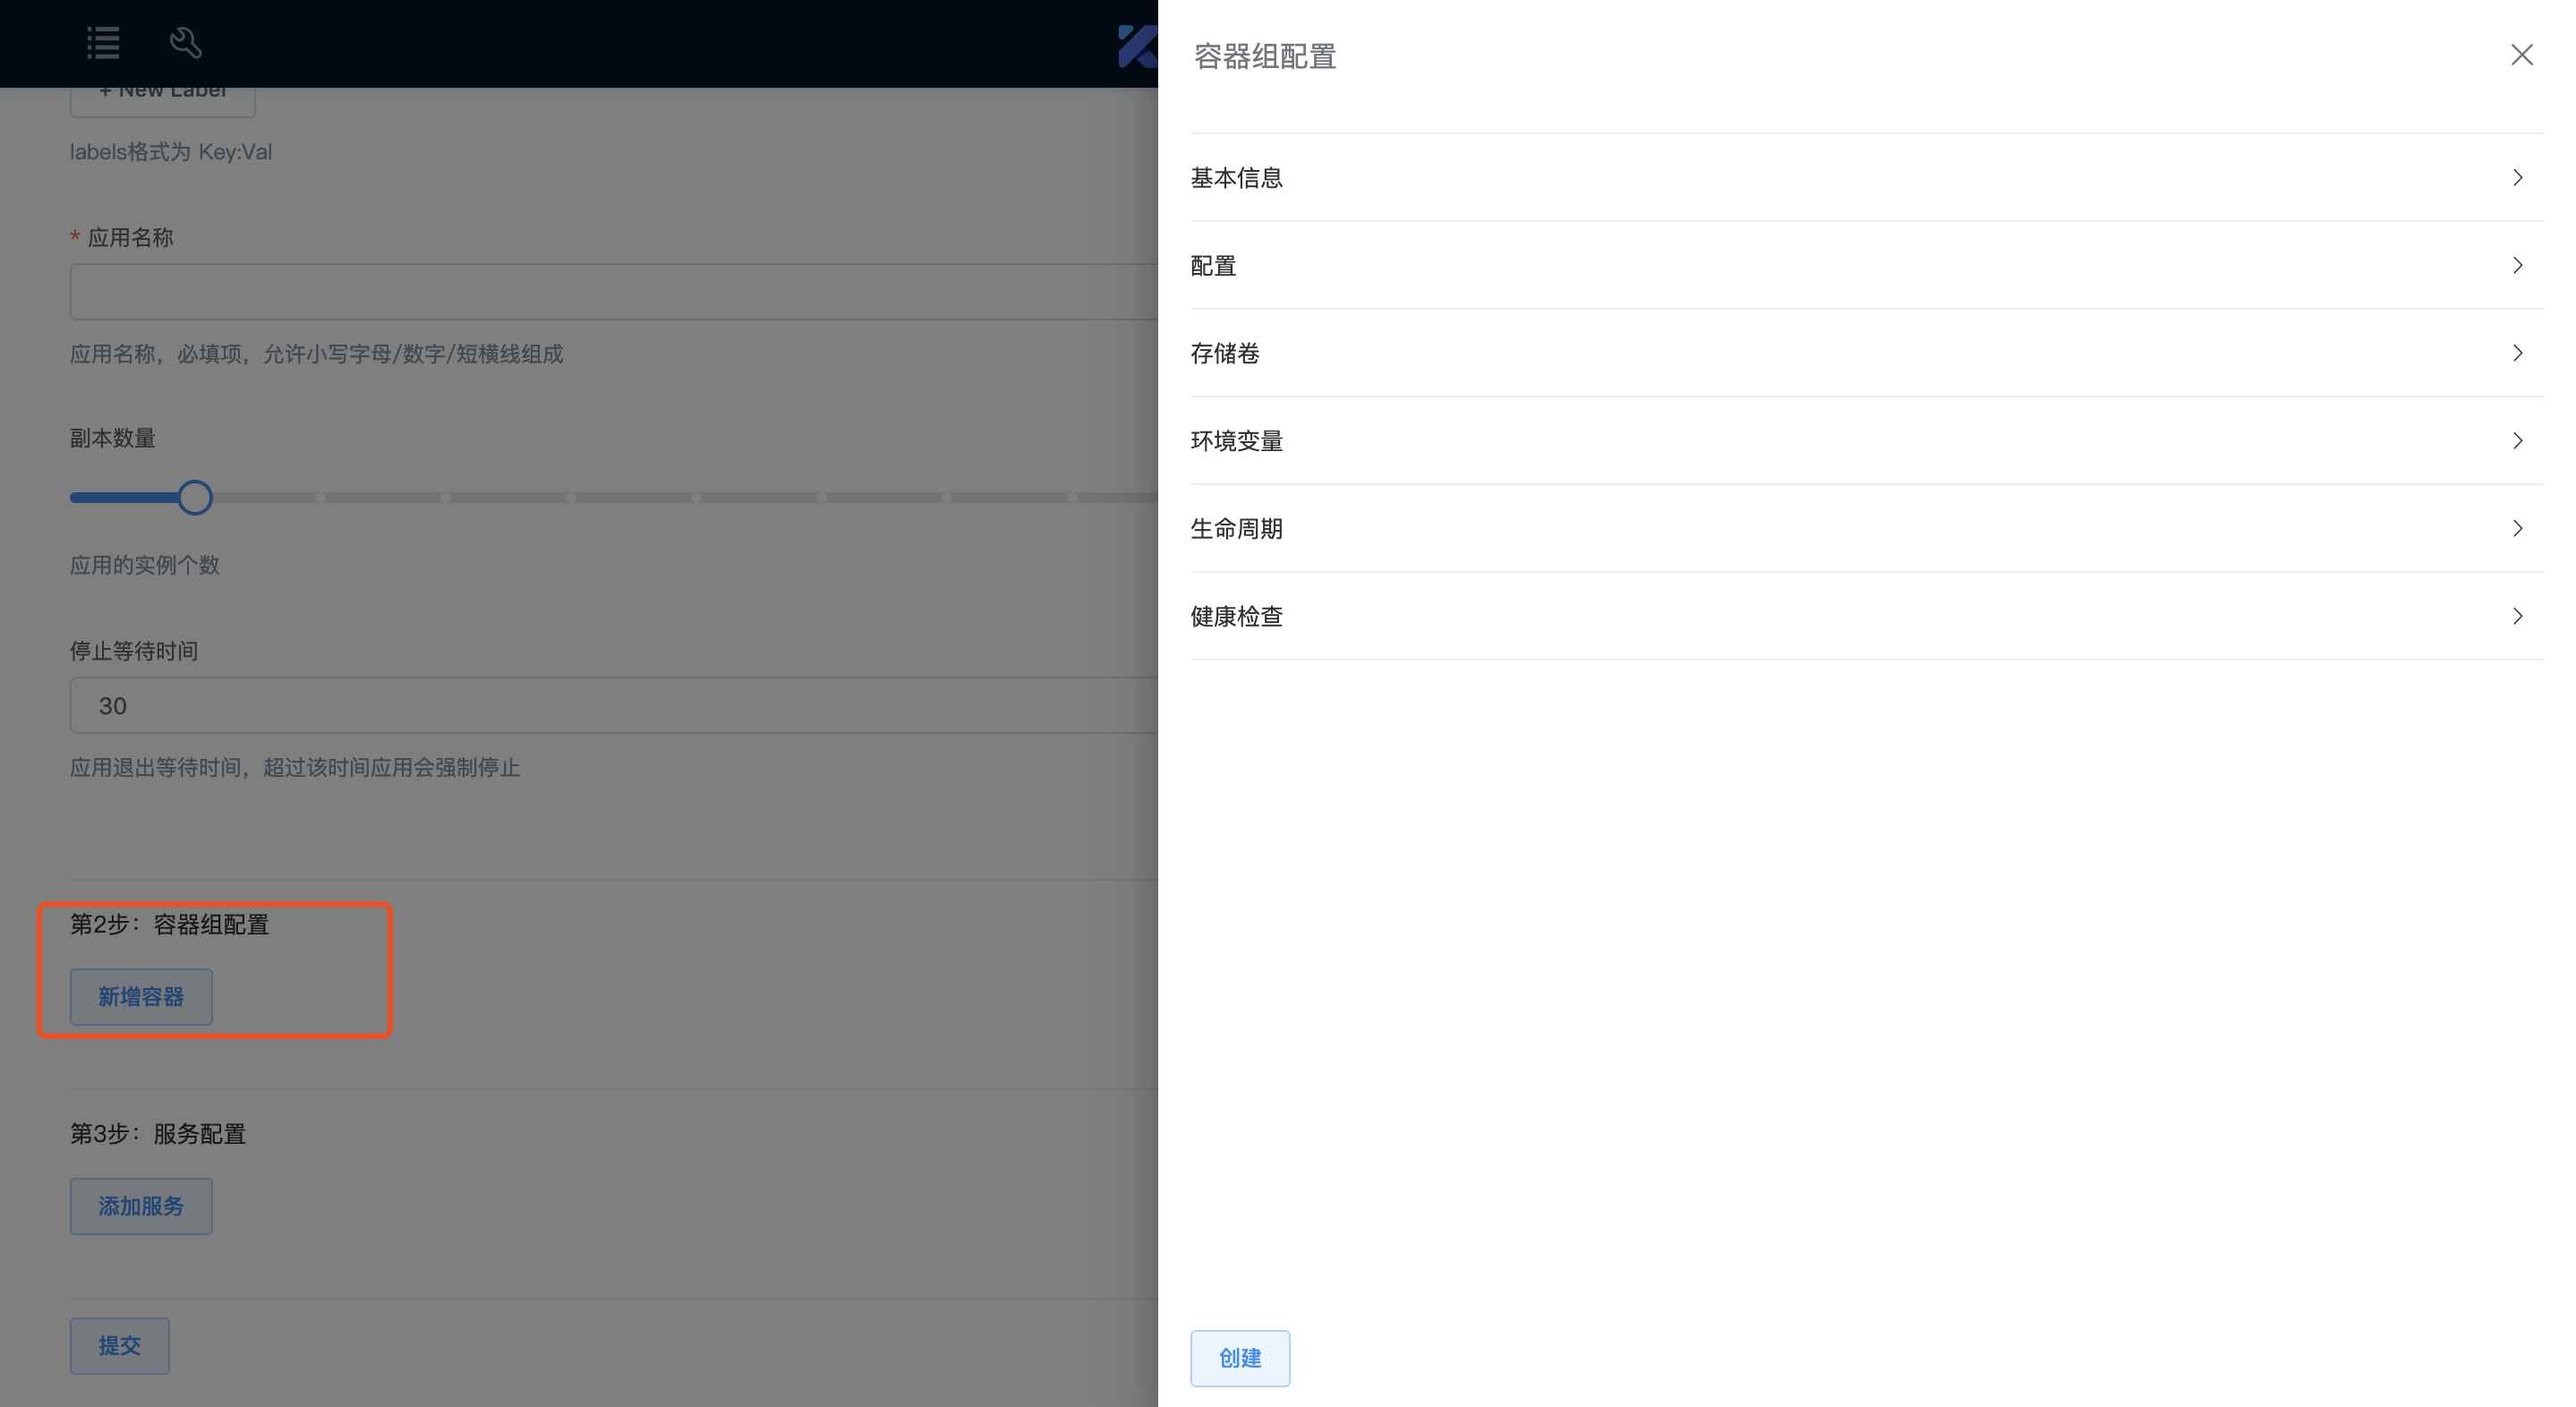 + New Label
labels格式为 Key:Val
* 应用名称
应用名称，必填项，允许小写字母/数字/短横线组成
副本数量
应用的实例个数
停止等待时间
30
应用退出等待时间，超过该时间应用会强制停止
第2步：容器组配置
新增容器
第3步：服务配置
添加服务
提交
容器组配置
基本信息
配置
存储卷
环境变量
生命周期
健康检查
创建